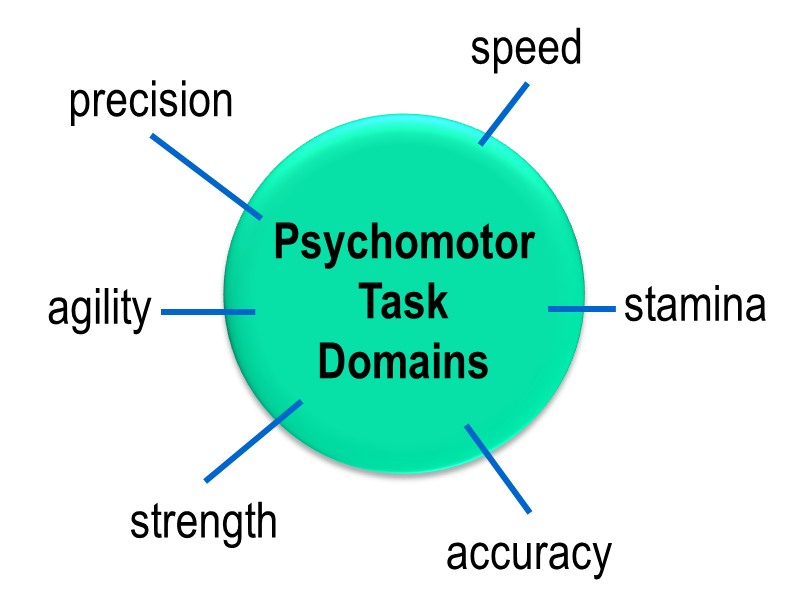 speed
precision
Psychomotor
Task
Domains
agility
stamina
strength
accuracy